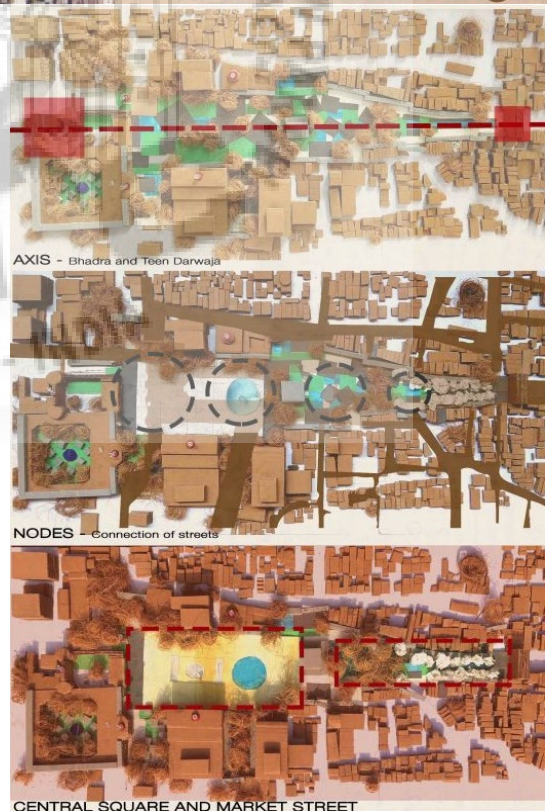 AXIS - Bhadra and Teen Darwaja
NODES - Connection of streets
CENTRAL SQUARE AND MARKET STREET